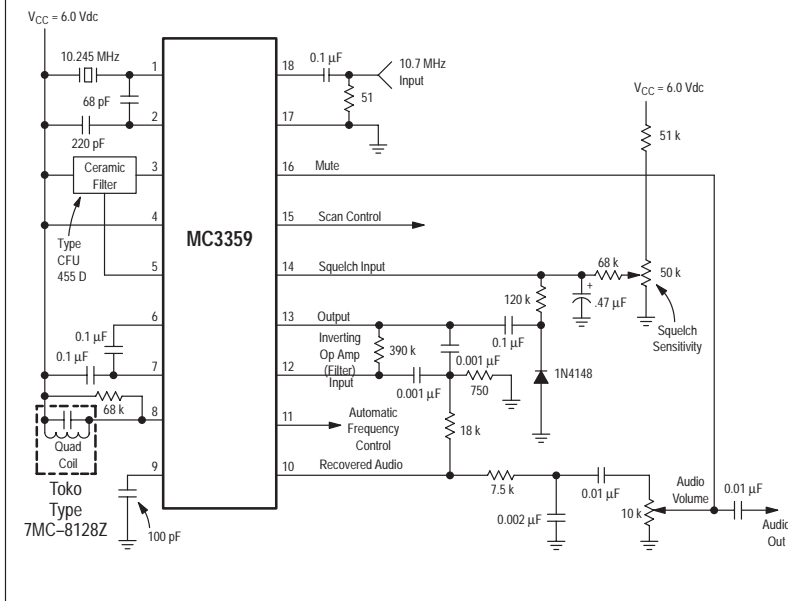 VCC = 6.0 Vdc
10.245 MHz
68 pF
220 pF
Ceramic
Filter
Type
CFU
455 D
0.1 µF
0.1 µF
68 k
Quad
Coil
Toko
Type
7MC–8128Z
100 pF
1
2
3
4
5
6
7
8
9
MC3359
18
17
16
15
14
13
12
11
10
0.1 µF
10.7 MHz
Input
51
Mute
Scan Control
Squelch Input
Output
Inverting
Op Amp
(Filter)
Input
Automatic
Frequency
Control
Recovered Audio
VCC = 6.0 Vdc
51 k
68 k
50 k
+
.47 µF
Squelch
Sensitivity
120 k
0.1 µF
390 k
0.001 µF
0.001 µF
750
1N4148
18 k
7.5 k
0.002 µF
0.01 µF
10 k
Audio
Volume
0.01 µF
Audio
Out